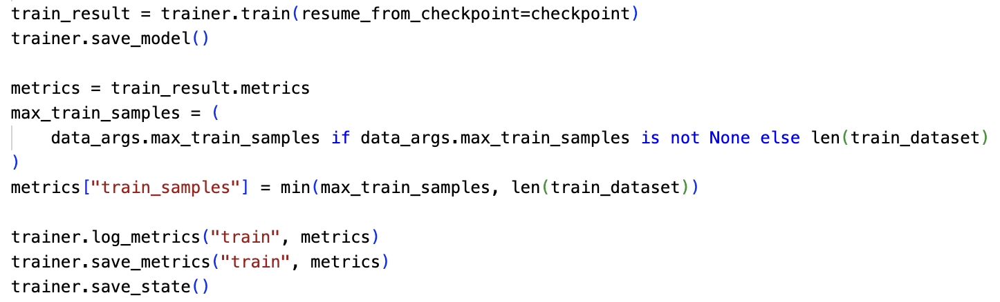 train_result = trainer.train(resume_from_checkpoint=checkpoint)
trainer.save_model()

metrics = train_result.metrics
max_train_samples = (
    data_args.max_train_samples if data_args.max_train_samples is not None else len(train_dataset)
)
metrics["train_samples"] = min(max_train_samples, len(train_dataset))

trainer.log_metrics("train", metrics)
trainer.save_metrics("train", metrics)
trainer.save_state()